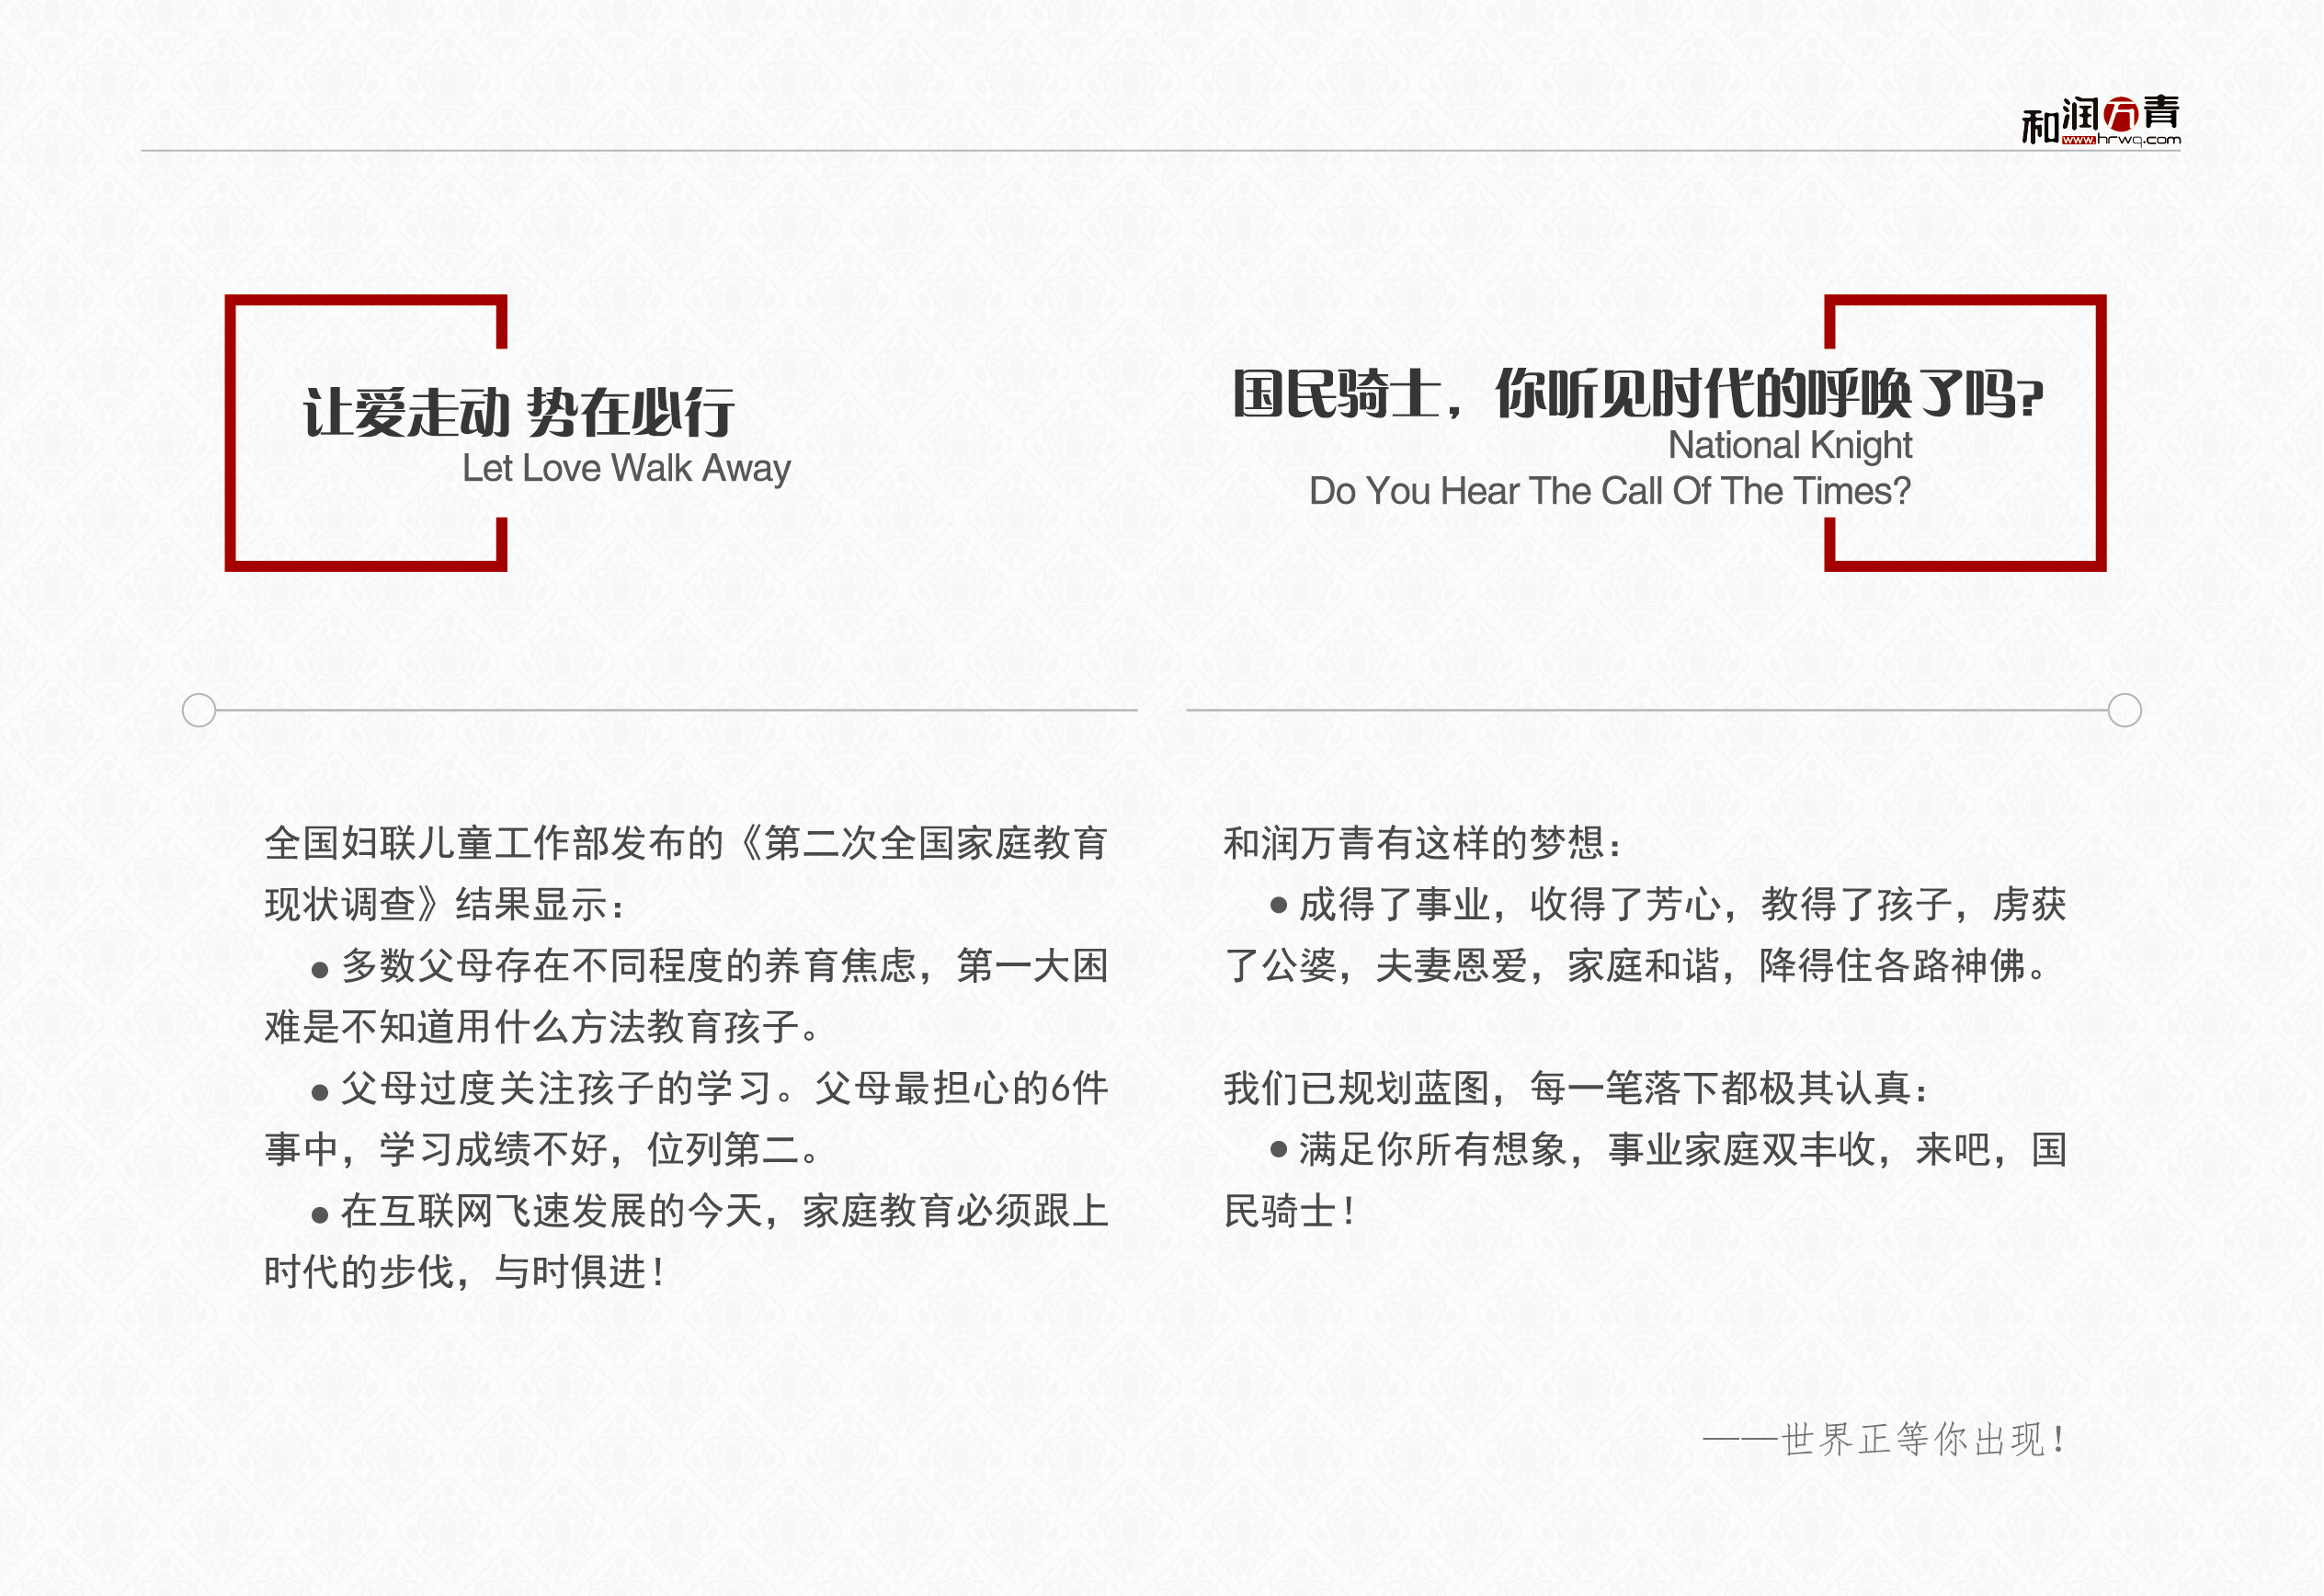 和润万青
www.hrwq.com
让爱走动 势在必行
Let Love Walk Away
全国妇联儿童工作部发布的《第二次全国家庭教育
现状调查》结果显示：
●多数父母存在不同程度的养育焦虑，第一大困
难是不知道用什么方法教育孩子。
●父母过度关注孩子的学习。父母最担心的6件
事中，学习成绩不好，位列第二。
●在互联网飞速发展的今天，家庭教育必须跟上
时代的步伐，与时俱进！
国民骑士，你听见时代的呼唤了吗?
National Knight
Do You Hear The Call Of The Times?
和润万青有这样的梦想：
●成得了事业，收得了芳心，教得了孩子，虏获
了公婆，夫妻恩爱，家庭和谐，降得住各路神佛。
我们已规划蓝图，每一笔落下都极其认真：
●满足你所有想象，事业家庭双丰收，来吧，国
民骑士！
——世界正等你出现！